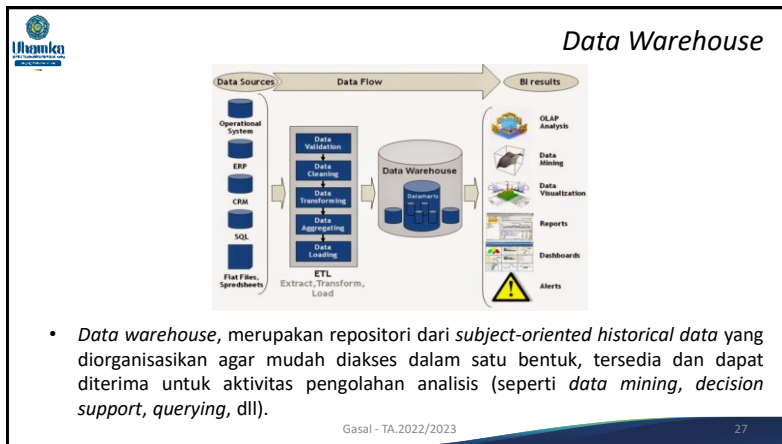 Uhamka
Data Warehouse
Data Sources
Data Flow
BI results
Operational
System
ERP
CRM
SQL
Flat Files,
Spredsheets
Data
Validation
Data
Cleaning
Data
Transforming
Data
Aggregating
Data
Loading
ETL
Extract,Transform,
Load
Data Warehouse
Datamarts
OLAP
Analysis
Data
Mining
Data
Visualization
Reports
Dashboards
Alerts
• Data warehouse, merupakan repositori dari subject-oriented historical data yang
diorganisasikan agar mudah diakses dalam satu bentuk, tersedia dan dapat
diterima untuk aktivitas pengolahan analisis (seperti data mining, decision
support, querying, dll).
Gasal - TA.2022/2023
27